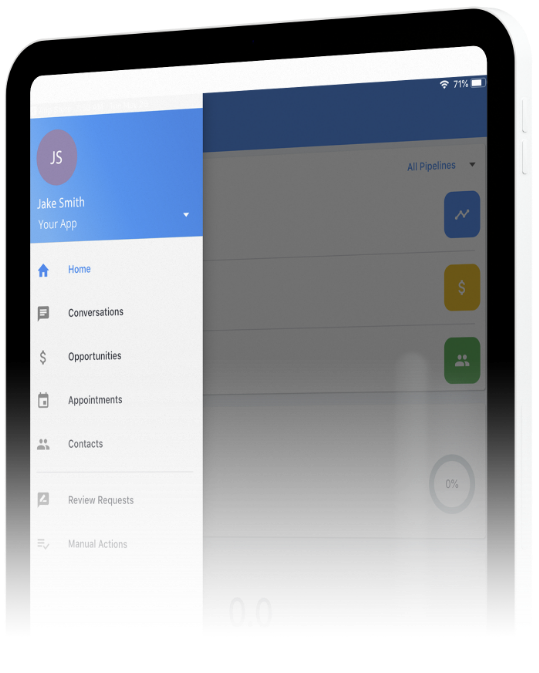 71%
JS
Jake Smith
Your App
All Pipelines
Home
Conversations
$
Opportunities
$
Appointments
Contacts
0%
Review Requests
Manual Actions
0.0